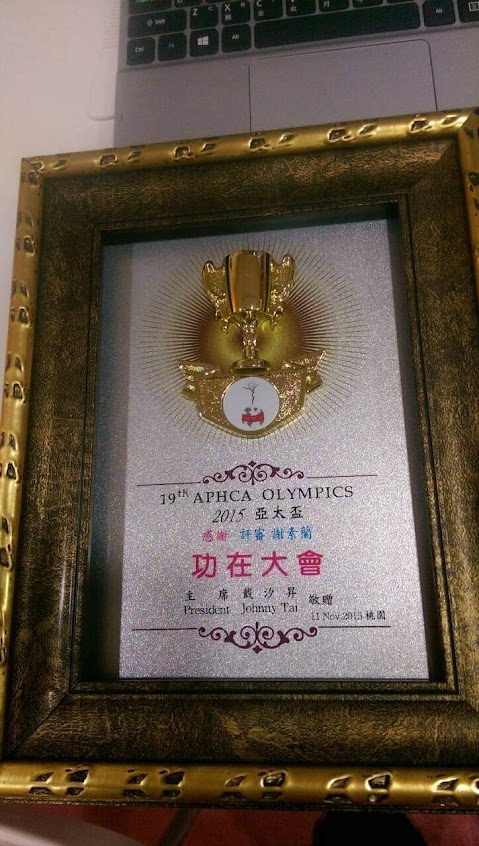 19th APHCA OLYMPICS
2015 亞太盃
感謝 評審 謝素蘭
功在大會
主 席 戴 汐 昇 敬贈
President Johnny Tai 11 Nov.2015 桃園